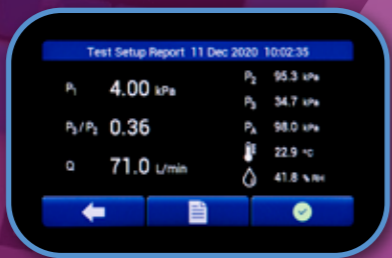 Test Setup Report 11 Dec 2020 10:02:35
P₁ 4.00 kPa
P₃/P₂ 0.36
Q 71.0 L/min
P₂ 95.3 kPa
P₃ 34.7 kPa
Pₐ 98.0 kPa
22.9 °C
41.8 % RH